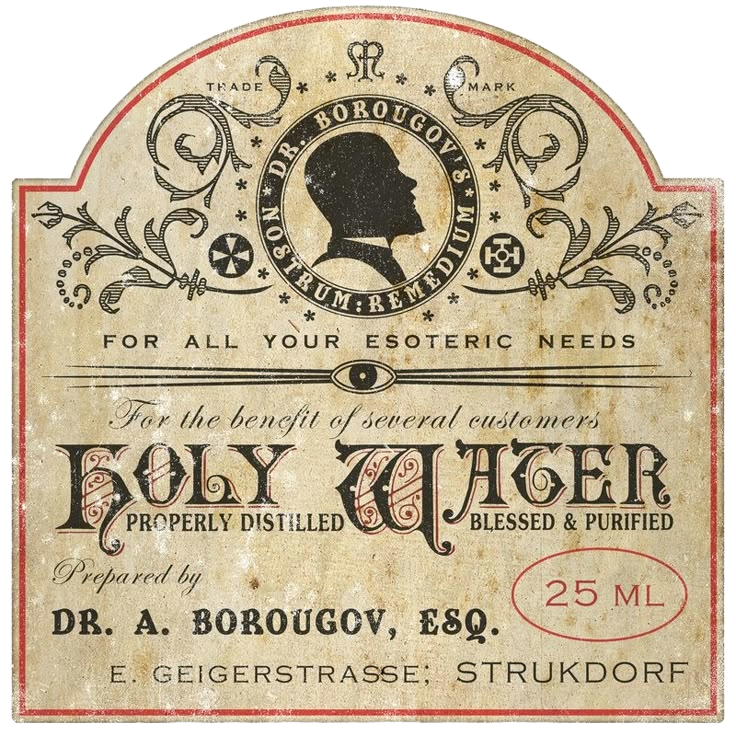 TRADE MARK
DR. BOROUGOV'S
NOSTRUM: REMEDIUM
FOR ALL YOUR ESOTERIC NEEDS
For the benefit of several customers
HOLY WATER
PROPERLY DISTILLED BLESSED & PURIFIED
Prepared by
25 ML
DR. A. BOROUGOV, ESQ.
E. GEIGERSTRASSE; STRUKDORF